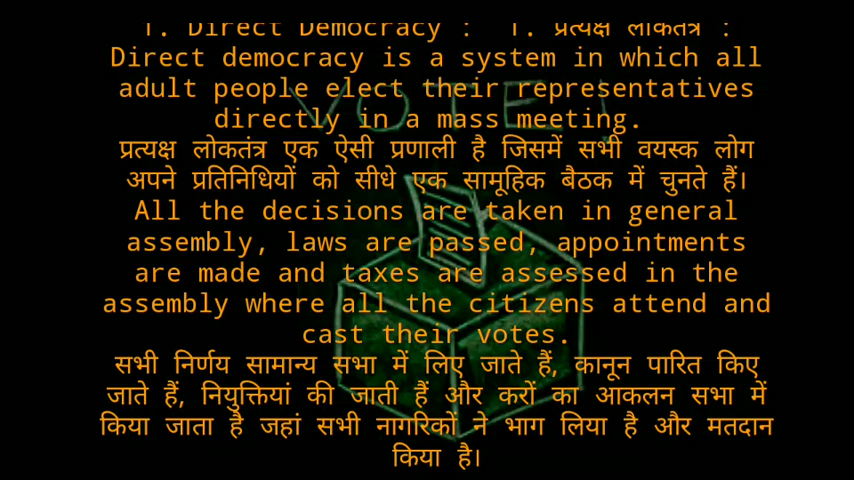 1. Direct Democracy : 1. प्रत्यक्ष लोकतंत्र :
Direct democracy is a system in which all
adult people elect their representatives
directly in a mass meeting.
प्रत्यक्ष लोकतंत्र एक ऐसी प्रणाली है जिसमें सभी वयस्क लोग
अपने प्रतिनिधियों को सीधे एक सामूहिक बैठक में चुनते हैं।
All the decisions are taken in general
assembly, laws are passed, appointments
are made and taxes are assessed in the
assembly where all the citizens attend and
cast their votes.
सभी निर्णय सामान्य सभा में लिए जाते हैं, कानून पारित किए
जाते हैं, नियुक्तियां की जाती हैं और करों का आकलन सभा में
किया जाता है जहां सभी नागरिकों ने भाग लिया है और मतदान
किया है।
VOTE